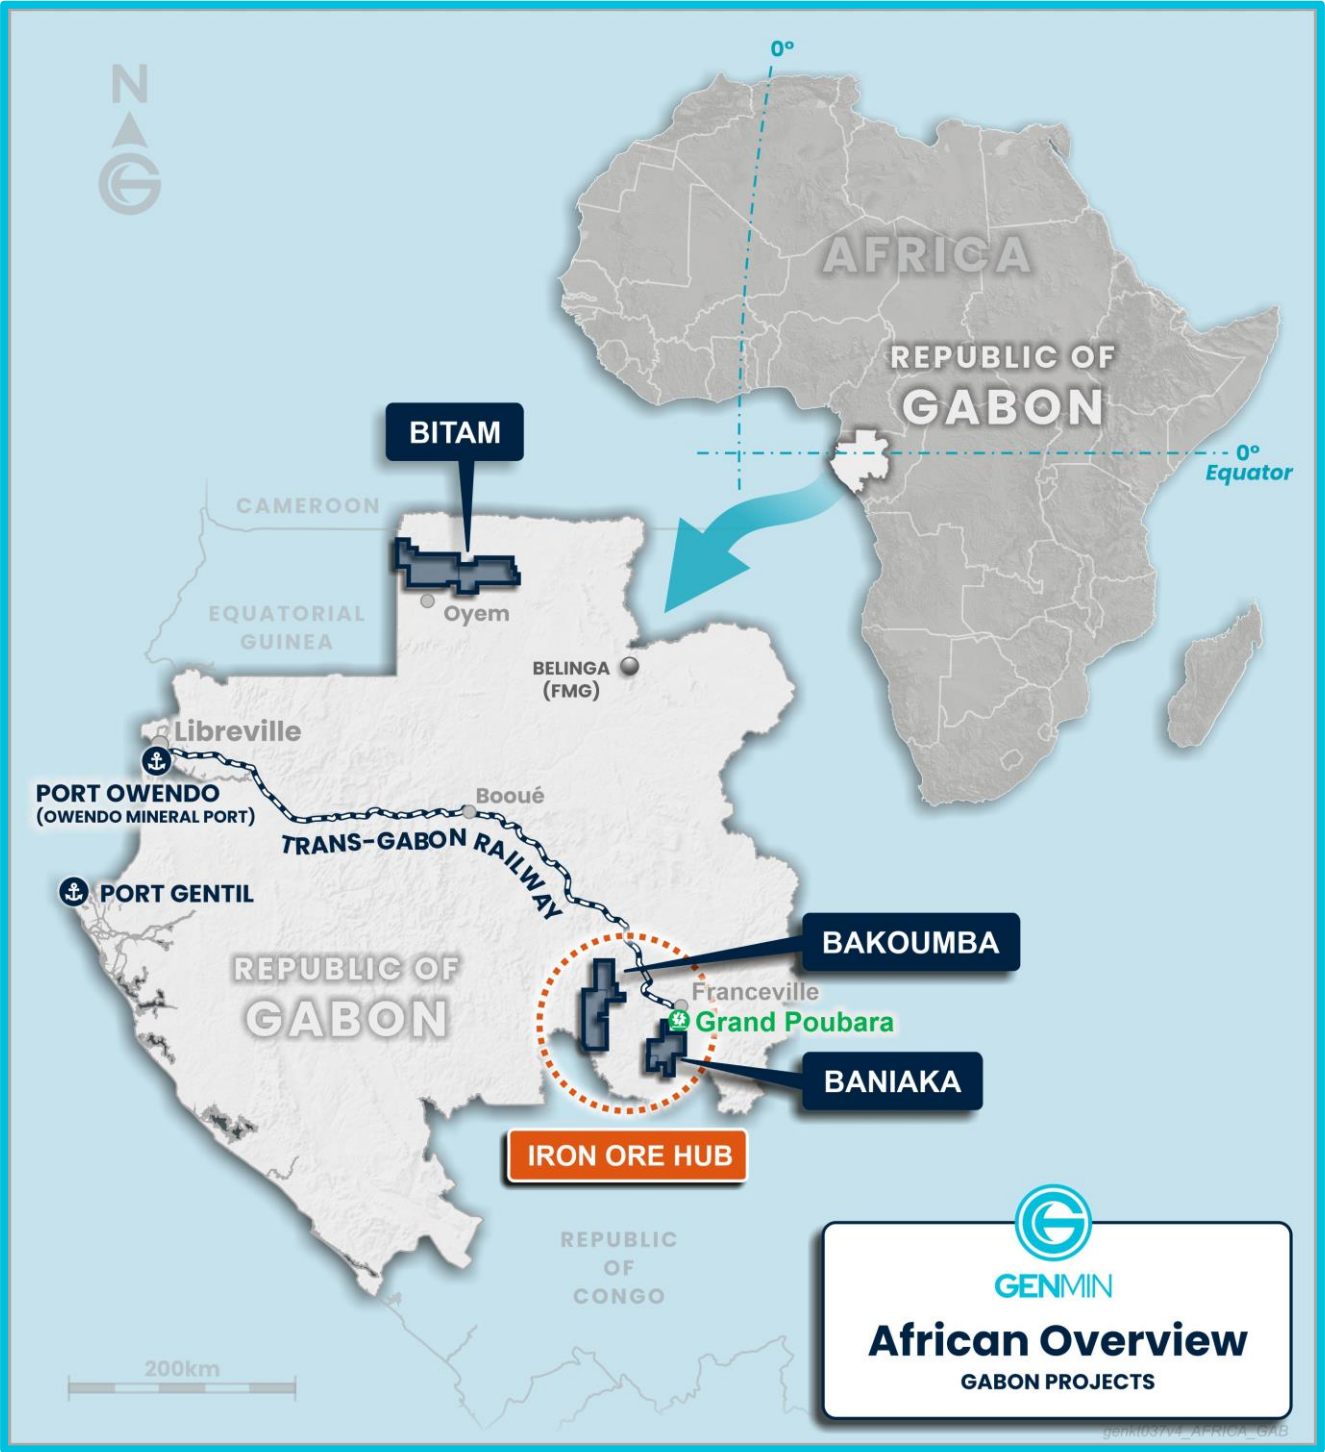 N
0°
AFRICA
REPUBLIC OF
GABON
0°
Equator
BITAM
CAMEROON
EQUATORIAL
GUINEA
Oyem
BELINGA
(FMG)
Libreville
PORT OWENDO
(OWENDO MINERAL PORT)
Booué
TRANS-GABON RAILWAY
PORT GENTIL
REPUBLIC OF
GABON
BAKOUMBA
Franceville
Grand Poubara
BANIAKA
IRON ORE HUB
REPUBLIC
OF
CONGO
200km
GENMIN
African Overview
GABON PROJECTS
genki037v4_AFRICA_GAB